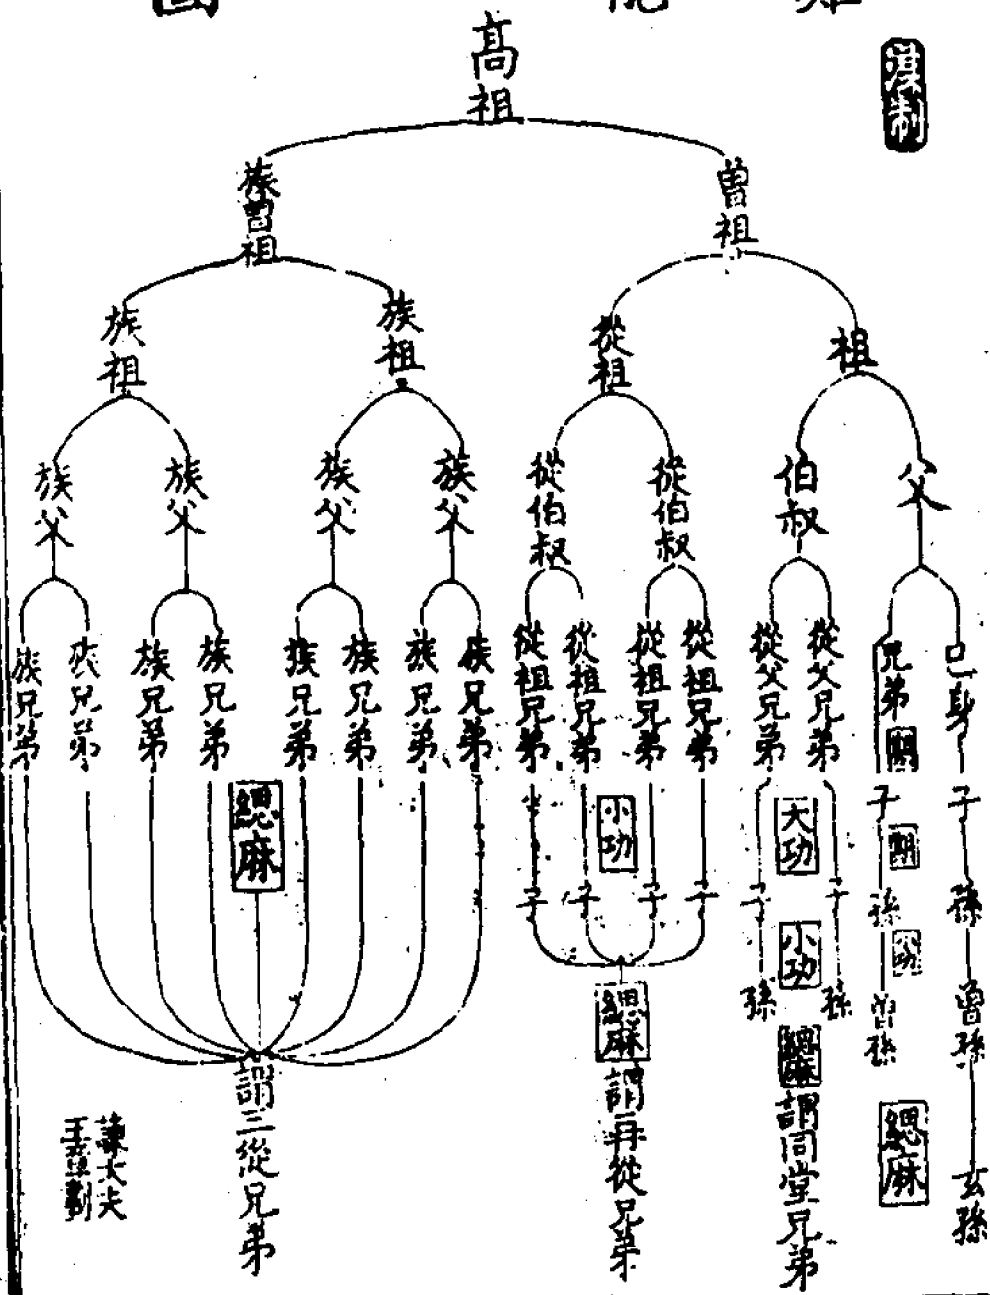 圖
漢制
高祖
曾祖
族曾祖
祖
從祖
族祖
族祖
父
伯叔
從伯叔
從伯叔
族父
族父
族父
族父
己身
兄弟
期
從父兄弟
從父兄弟
從祖兄弟
從祖兄弟
從祖兄弟
從祖兄弟
族兄弟
族兄弟
族兄弟
族兄弟
族兄弟
族兄弟
族兄弟
族兄弟
子
子
期
大功
小功
緦麻
孫
孫
小功
子
子
子
子
子
子
小功
孫
孫
曾孫
曾孫
緦麻
緦麻
緦麻
玄孫
謂同堂兄弟
謂再從兄弟
謂三從兄弟
諫大夫
王章劃